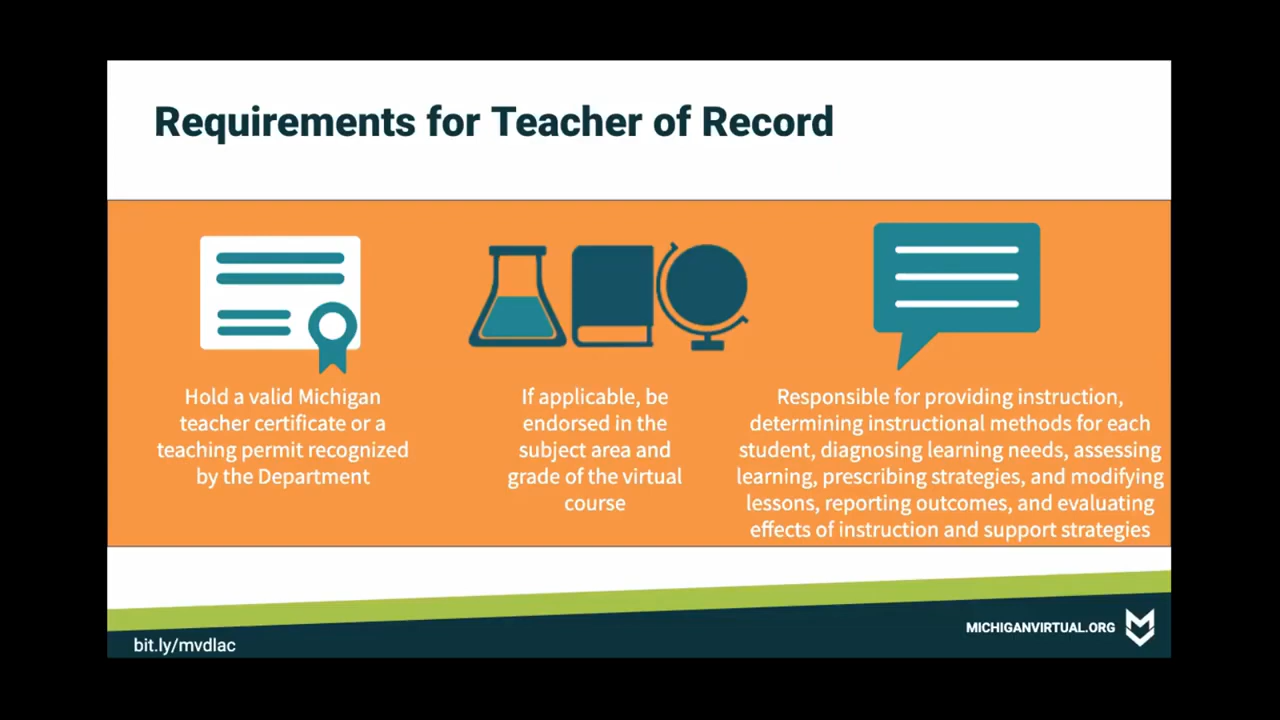 Requirements for Teacher of Record
Hold a valid Michigan
teacher certificate or a
teaching permit recognized
by the Department
If applicable, be
endorsed in the
subject area and
grade of the virtual
course
Responsible for providing instruction,
determining instructional methods for each
student, diagnosing learning needs, assessing
learning, prescribing strategies, and modifying
lessons, reporting outcomes, and evaluating
effects of instruction and support strategies
bit.ly/mvdlac
MICHIGANVIRTUAL.ORG